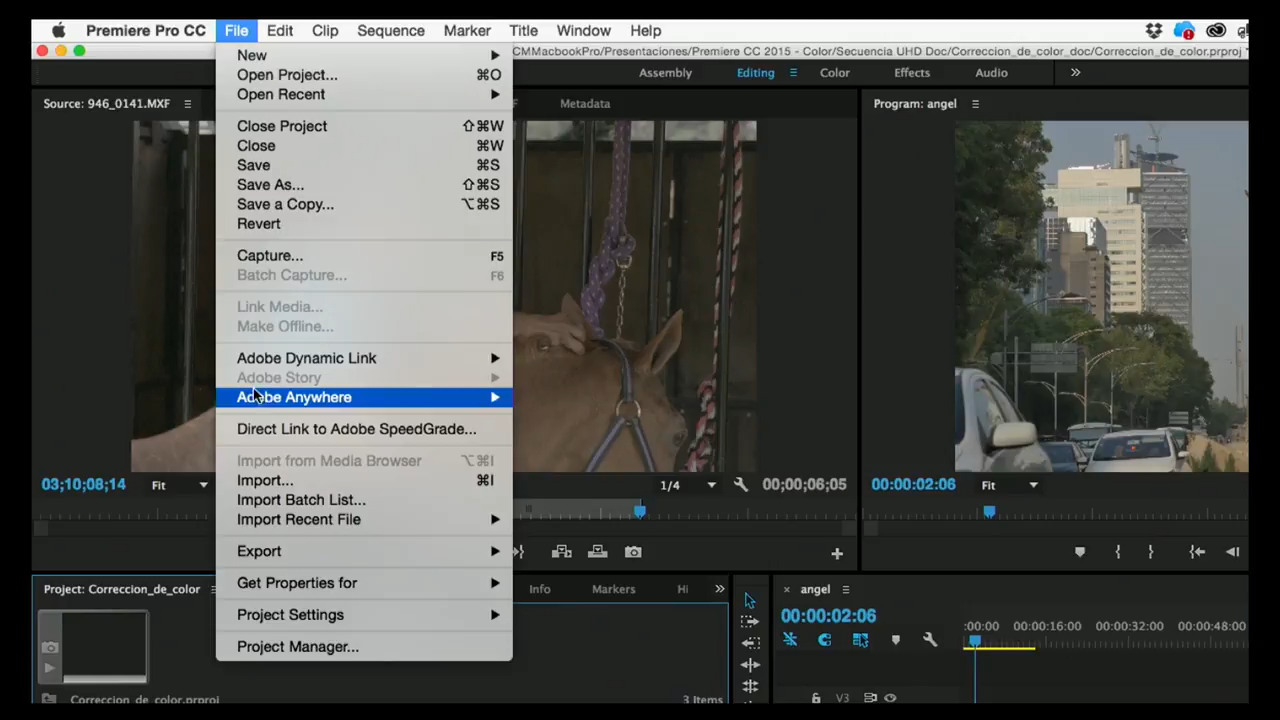 Premiere Pro CC File Edit Clip Sequence Marker Title Window Help
CMMacbookPro/Presentaciones/Premiere CC 2015 - Color/Secuencia UHD Doc/Correccion_de_color_doc/Correccion_de_color.prproj *
Assembly Editing Color Effects Audio
Source: 946_0141.MXF
Metadata
Program: angel
New
Open Project... ⌘O
Open Recent
Close Project ⇧⌘W
Close ⌘W
Save ⌘S
Save As... ⇧⌘S
Save a Copy... ⌥⌘S
Revert
Capture... F5
Batch Capture... F6
Link Media...
Make Offline...
Adobe Dynamic Link
Adobe Story
Adobe Anywhere
Direct Link to Adobe SpeedGrade...
Import from Media Browser ⌥⌘I
Import... ⌘I
Import Batch List...
Import Recent File
Export
Get Properties for
Project Settings
Project Manager...
03;10;08;14 Fit 1/4 00;00;06;05
00:00:02:06 Fit
Project: Correccion_de_color
Info Markers
Correccion_de_color.prproj 3 Items
angel
00:00:02:06
:00:00 00:00:16:00 00:00:32:00 00:00:48:00
V3